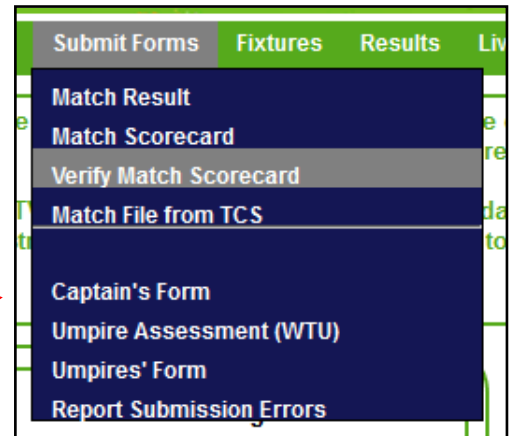 Submit Forms Fixtures Results
Match Result
Match Scorecard
Verify Match Scorecard
Match File from TCS
Captain's Form
Umpire Assessment (WTU)
Umpires' Form
Report Submission Errors